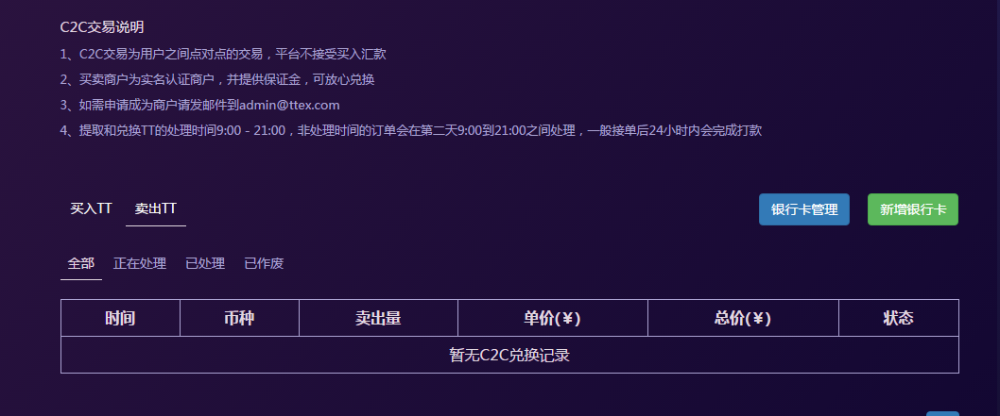 C2C交易说明
1、C2C交易为用户之间点对点的交易，平台不接受买入汇款
2、买卖商户为实名认证商户，并提供保证金，可放心兑换
3、如需申请成为商户请发邮件到admin@ttex.com
4、提取和兑换TT的处理时间9:00 - 21:00，非处理时间的订单会在第二天9:00到21:00之间处理，一般接单后24小时内会完成打款
买入TT 卖出TT 银行卡管理 新增银行卡
全部 正在处理 已处理 已作废
时间 币种 卖出量 单价(￥) 总价(￥) 状态
暂无C2C兑换记录